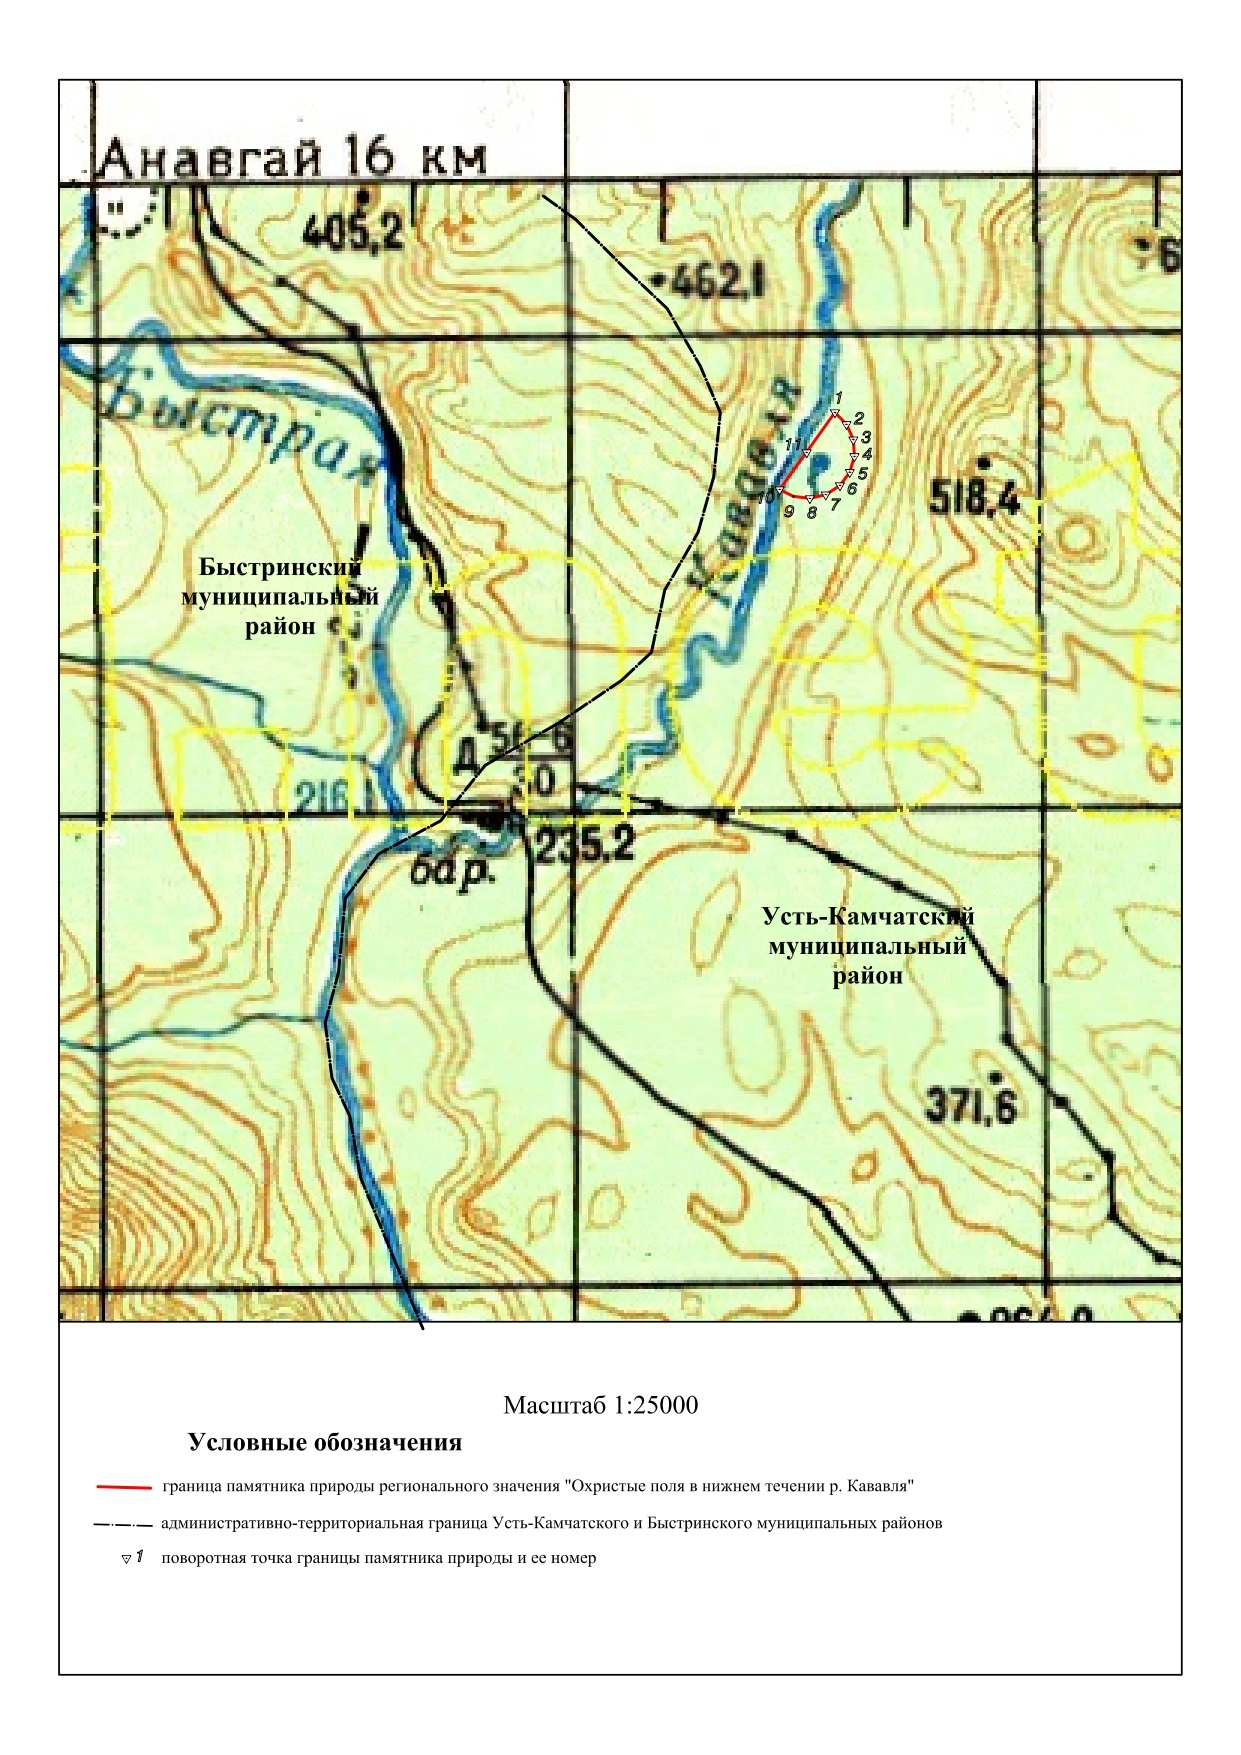 Анавгай 16 км
405,2
462,1
Быстрая
Кававля
1
2
3
4
5
6
7
8
9
10
11
518,4
Быстринский
муниципальный
район
Д
216,1
235.2
бар.
Усть-Камчатский
муниципальный
район
371,6
Масштаб 1:25000
Условные обозначения
граница памятника природы регионального значения "Охристые поля в нижнем течении р. Кававля"
административно-территориальная граница Усть-Камчатского и Быстринского муниципальных районов
1 поворотная точка границы памятника природы и ее номер